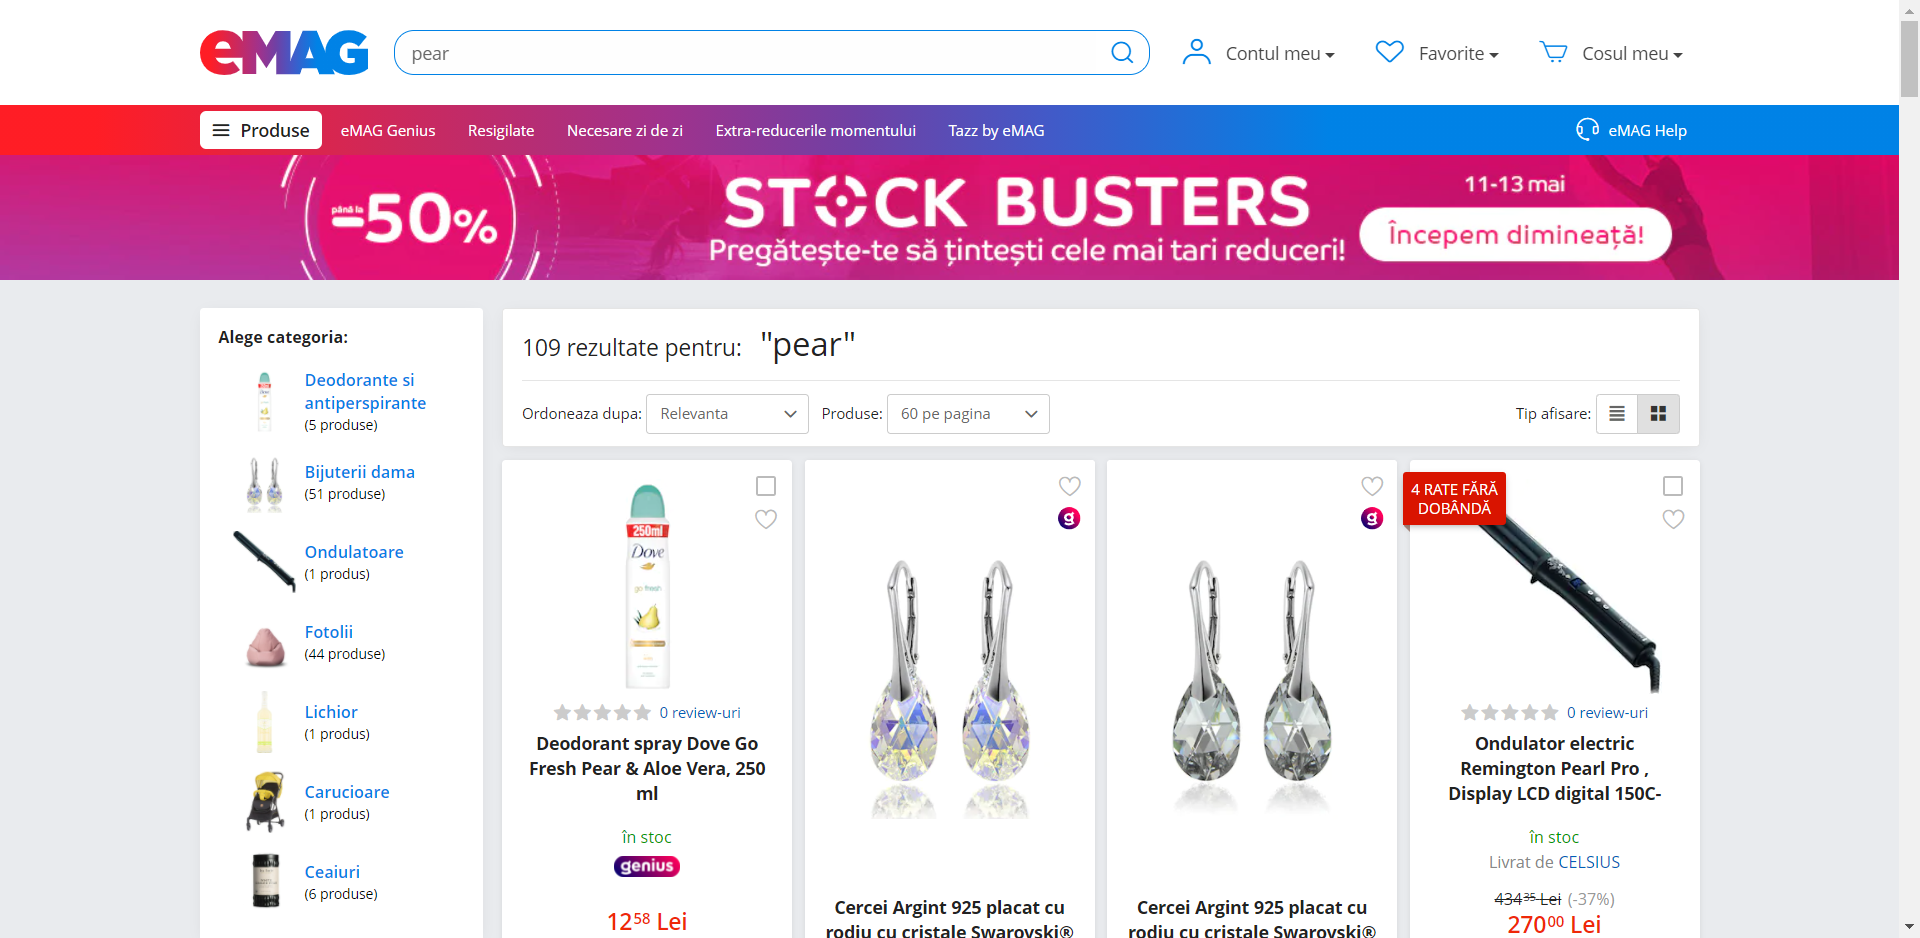 eMAG
pear
Contul meu
Favorite
Cosul meu
Produse
eMAG Genius
Resigilate
Necesare zi de zi
Extra-reducerile momentului
Tazz by eMAG
eMAG Help
până la
-50%
STOCK BUSTERS
Pregătește-te să țintești cele mai tari reduceri!
11-13 mai
Începem dimineață!
Alege categoria:
Deodorante si
antiperspirante
(5 produse)
Bijuterii dama
(51 produse)
Ondulatoare
(1 produs)
Fotolii
(44 produse)
Lichior
(1 produs)
Carucioare
(1 produs)
Ceaiuri
(6 produse)
109 rezultate pentru: "pear"
Ordoneaza dupa:
Relevanta
Produse:
60 pe pagina
Tip afisare:
250ml
Dove
go fresh
0 review-uri
Deodorant spray Dove Go
Fresh Pear & Aloe Vera, 250
ml
în stoc
genius
12⁵⁸ Lei
g
Cercei Argint 925 placat cu
rodiu cu cristale Swarovski®
g
Cercei Argint 925 placat cu
rodiu cu cristale Swarovski®
4 RATE FĂRĂ
DOBÂNDĂ
0 review-uri
Ondulator electric
Remington Pearl Pro ,
Display LCD digital 150C-
în stoc
Livrat de CELSIUS
434³⁵ Lei (-37%)
270⁰⁰ Lei